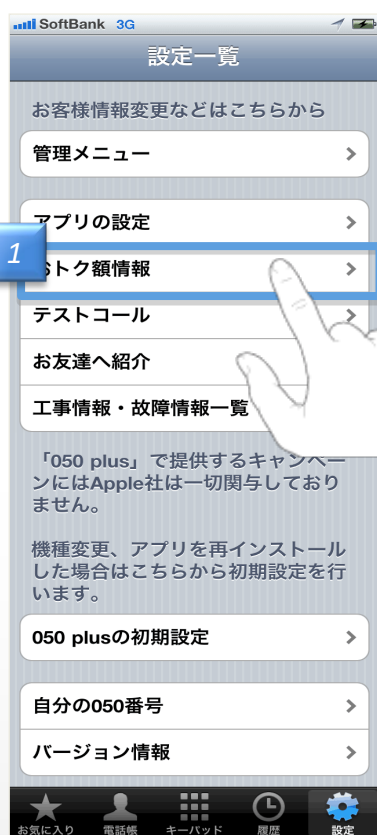 SoftBank 3G
設定一覧
お客様情報変更などはこちらから
管理メニュー
アプリの設定
1
おトク額情報
テストコール
お友達へ紹介
工事情報・故障情報一覧
「050 plus」で提供するキャンペー
ンにはApple社は一切関与しており
ません。
機種変更、アプリを再インストール
した場合はこちらから初期設定を行
います。
050 plusの初期設定
自分の050番号
バージョン情報
お気に入り 電話帳 キーパッド 履歴 設定